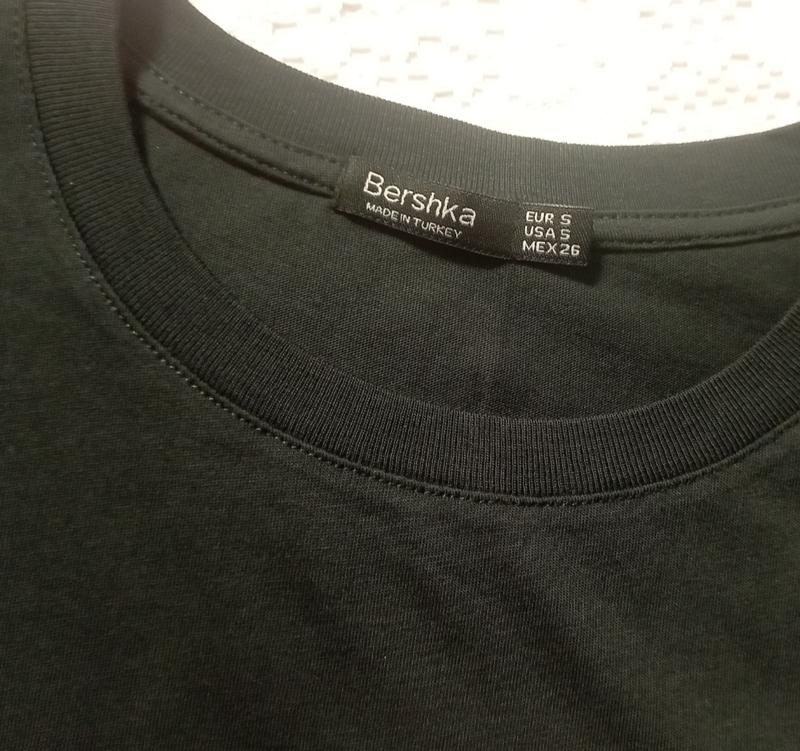 Bershka
MADE IN TURKEY
EUR S
USA S
MEX 26